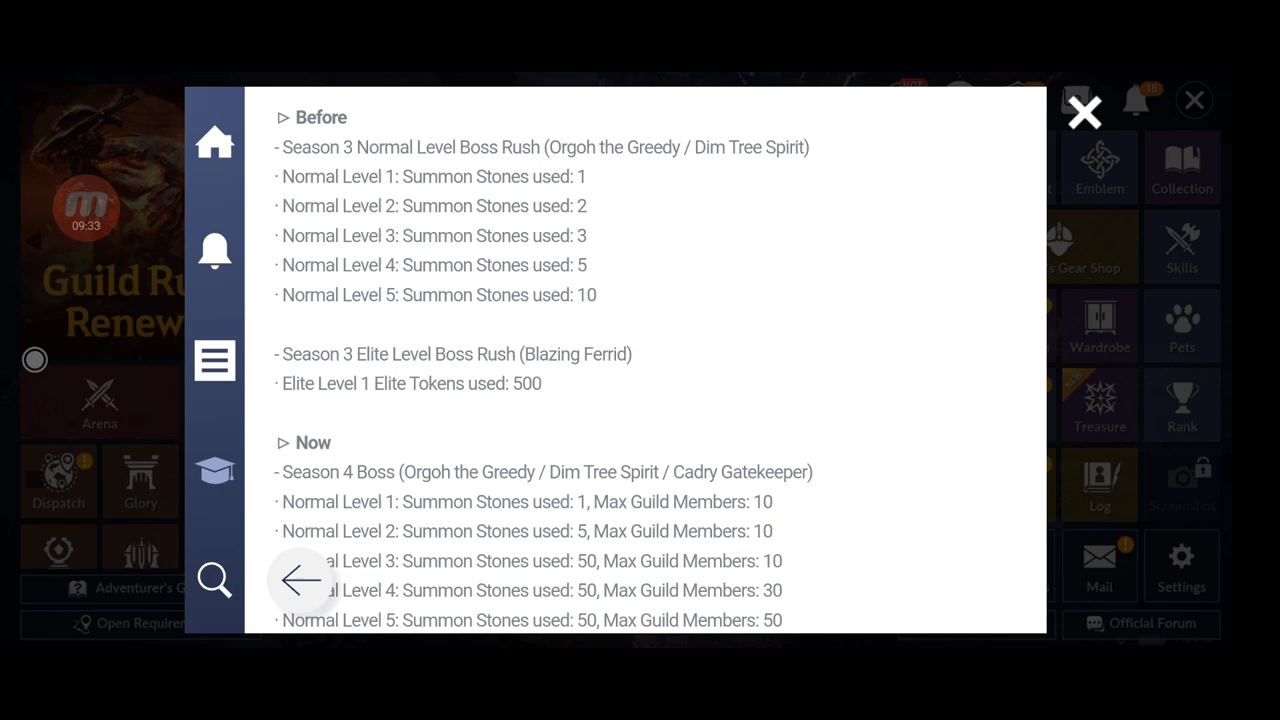 ▷ Before
- Season 3 Normal Level Boss Rush (Orgoh the Greedy / Dim Tree Spirit)
· Normal Level 1: Summon Stones used: 1
· Normal Level 2: Summon Stones used: 2
· Normal Level 3: Summon Stones used: 3
· Normal Level 4: Summon Stones used: 5
· Normal Level 5: Summon Stones used: 10
- Season 3 Elite Level Boss Rush (Blazing Ferrid)
· Elite Level 1 Elite Tokens used: 500
▷ Now
- Season 4 Boss (Orgoh the Greedy / Dim Tree Spirit / Cadry Gatekeeper)
· Normal Level 1: Summon Stones used: 1, Max Guild Members: 10
· Normal Level 2: Summon Stones used: 5, Max Guild Members: 10
al Level 3: Summon Stones used: 50, Max Guild Members: 10
al Level 4: Summon Stones used: 50, Max Guild Members: 30
· Normal Level 5: Summon Stones used: 50, Max Guild Members: 50
09:33
Guild Ru
Renew
Arena
Dispatch
Glory
Adventurer's G
Open Requirer
HOT
18
Emblem
Collection
s Gear Shop
Skills
Wardrobe
Pets
NEW
Treasure
Rank
Log
Screenshot
Mail
Settings
Official Forum